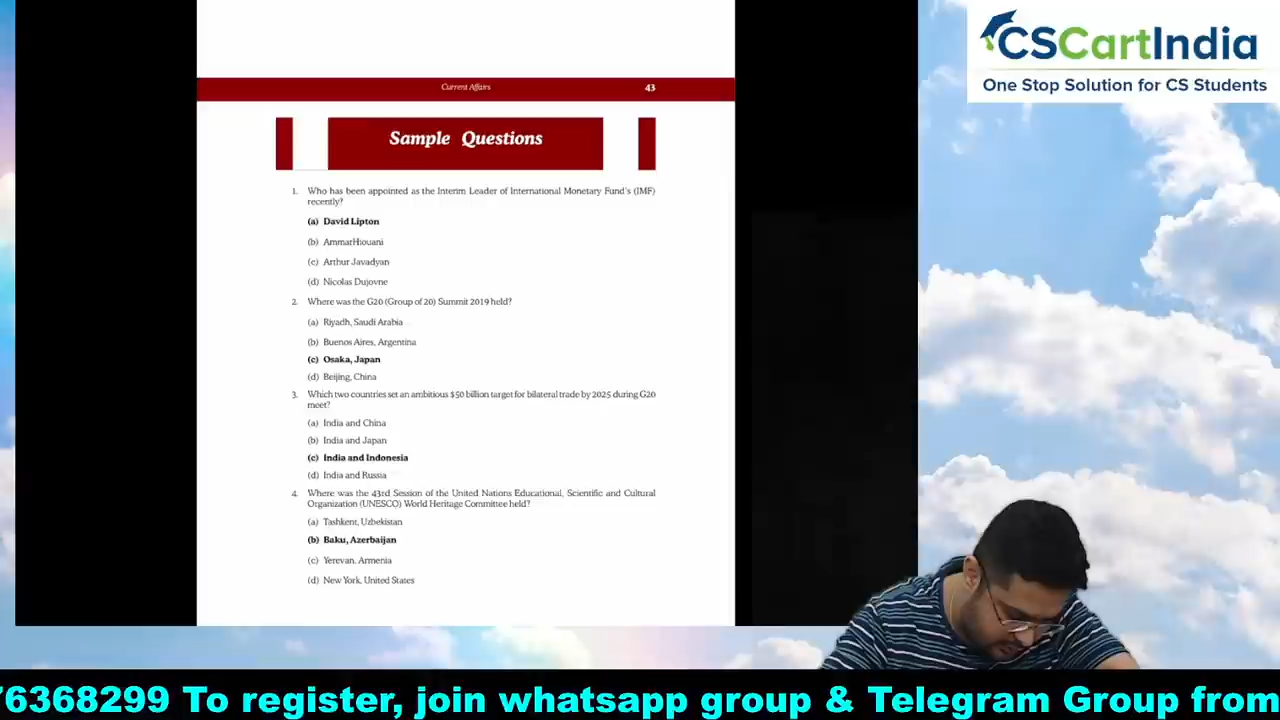 CSCartIndia
One Stop Solution for CS Students
Current Affairs 43
Sample Questions
1. Who has been appointed as the Interim Leader of International Monetary Fund's (IMF)
recently?
(a) David Lipton
(b) AmmarHiouani
(c) Arthur Javadyan
(d) Nicolas Dujovne
2. Where was the G20 (Group of 20) Summit 2019 held?
(a) Riyadh, Saudi Arabia
(b) Buenos Aires, Argentina
(c) Osaka, Japan
(d) Beijing, China
3. Which two countries set an ambitious $50 billion target for bilateral trade by 2025 during G20
meet?
(a) India and China
(b) India and Japan
(c) India and Indonesia
(d) India and Russia
4. Where was the 43rd Session of the United Nations Educational, Scientific and Cultural
Organization (UNESCO) World Heritage Committee held?
(a) Tashkent, Uzbekistan
(b) Baku, Azerbaijan
(c) Yerevan, Armenia
(d) New York, United States
76368299 To register, join whatsapp group & Telegram Group from